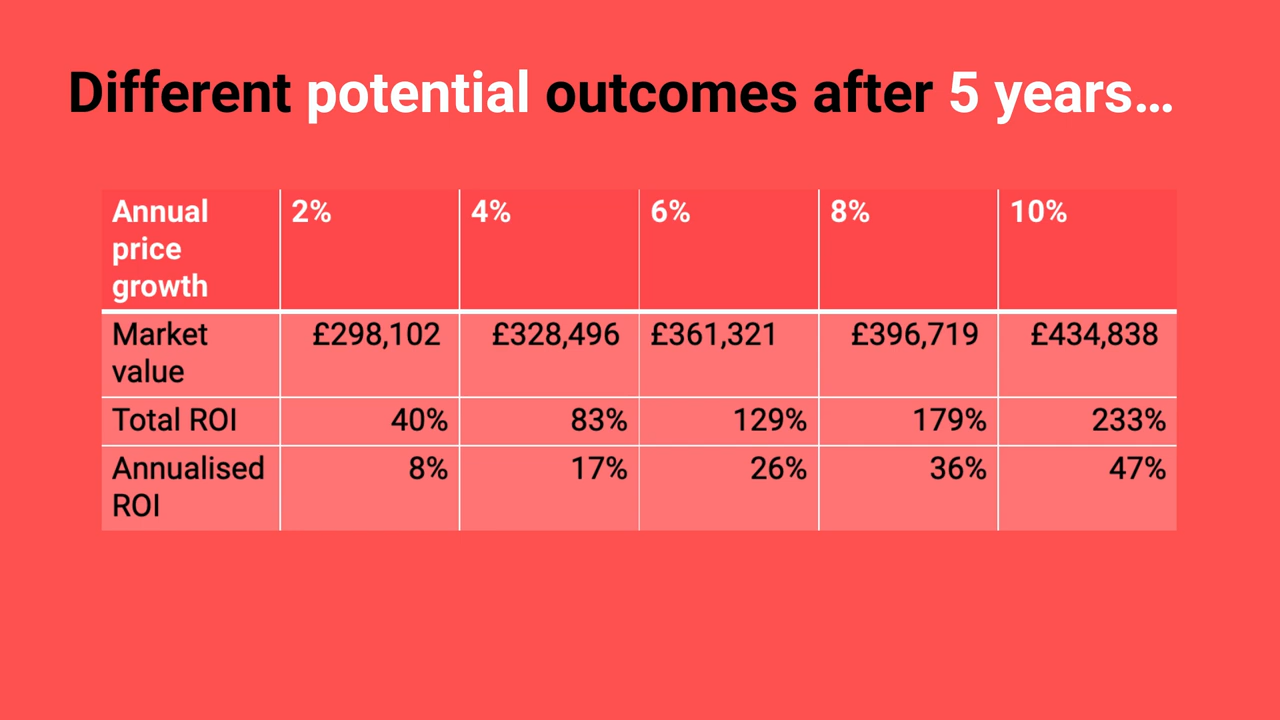 Different potential outcomes after 5 years…
Annual price growth 2% 4% 6% 8% 10%
Market value £298,102 £328,496 £361,321 £396,719 £434,838
Total ROI 40% 83% 129% 179% 233%
Annualised ROI 8% 17% 26% 36% 47%